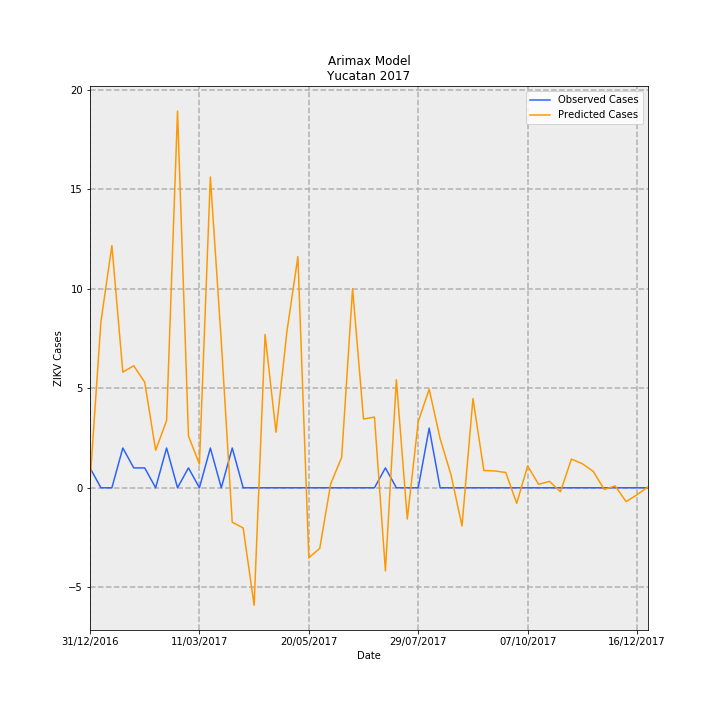 Arimax Model
Yucatan 2017
Observed Cases
Predicted Cases
20
15
10
5
0
−5
ZIKV Cases
31/12/2016 11/03/2017 20/05/2017 29/07/2017 07/10/2017 16/12/2017
Date